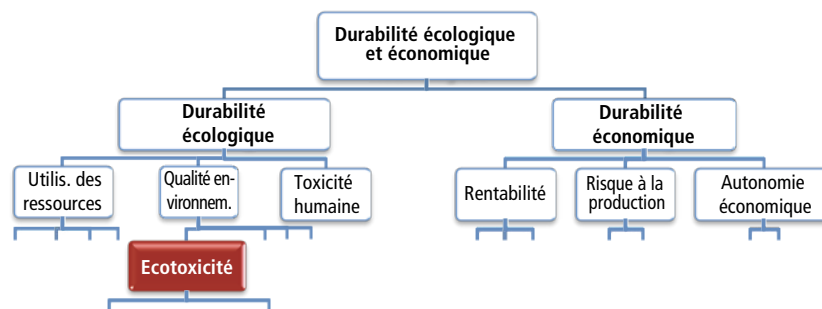 Durabilité écologique
et économique
Durabilité
écologique
Durabilité
économique
Utilis. des
ressources
Qualité en-
vironnem.
Toxicité
humaine
Rentabilité
Risque à la
production
Autonomie
économique
Ecotoxicité